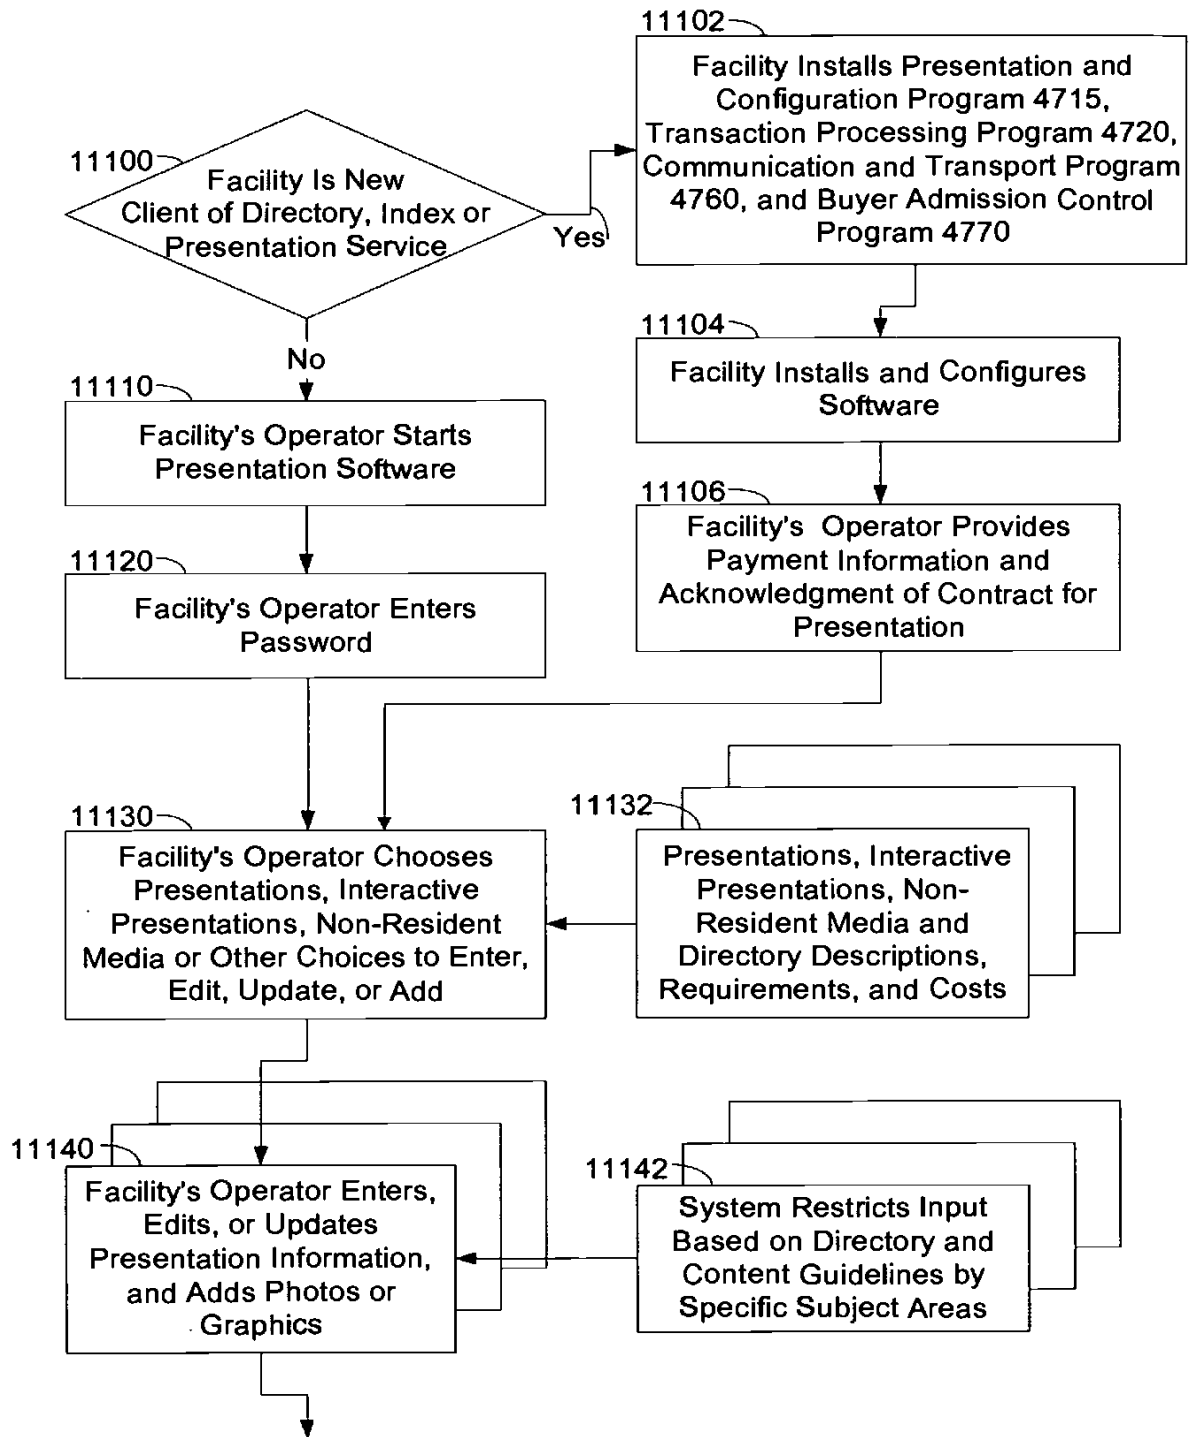 11102
Facility Installs Presentation and
Configuration Program 4715,
Transaction Processing Program 4720,
Communication and Transport Program
4760, and Buyer Admission Control
Program 4770
11100
Facility Is New
Client of Directory, Index or
Presentation Service
Yes
No
11104
Facility Installs and Configures
Software
11110
Facility's Operator Starts
Presentation Software
11106
Facility's Operator Provides
Payment Information and
Acknowledgment of Contract for
Presentation
11120
Facility's Operator Enters
Password
11130
Facility's Operator Chooses
Presentations, Interactive
Presentations, Non-Resident
Media or Other Choices to Enter,
Edit, Update, or Add
11132
Presentations, Interactive
Presentations, Non-
Resident Media and
Directory Descriptions,
Requirements, and Costs
11140
Facility's Operator Enters,
Edits, or Updates
Presentation Information,
and Adds Photos or
Graphics
11142
System Restricts Input
Based on Directory and
Content Guidelines by
Specific Subject Areas